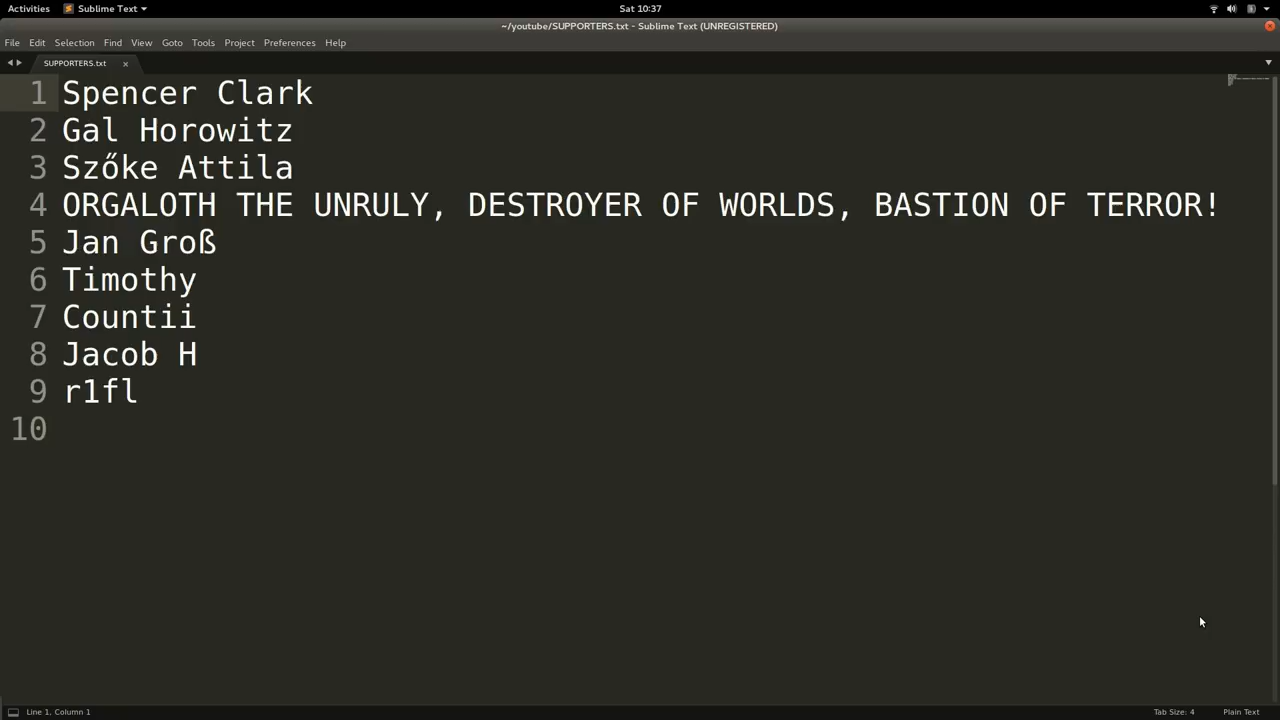 Activities Sublime Text Sat 10:37
~/youtube/SUPPORTERS.txt - Sublime Text (UNREGISTERED)
File Edit Selection Find View Goto Tools Project Preferences Help
SUPPORTERS.txt
1 Spencer Clark
2 Gal Horowitz
3 Szőke Attila
4 ORGALOTH THE UNRULY, DESTROYER OF WORLDS, BASTION OF TERROR!
5 Jan Groß
6 Timothy
7 Countii
8 Jacob H
9 r1fl
10
Line 1, Column 1 Tab Size: 4 Plain Text